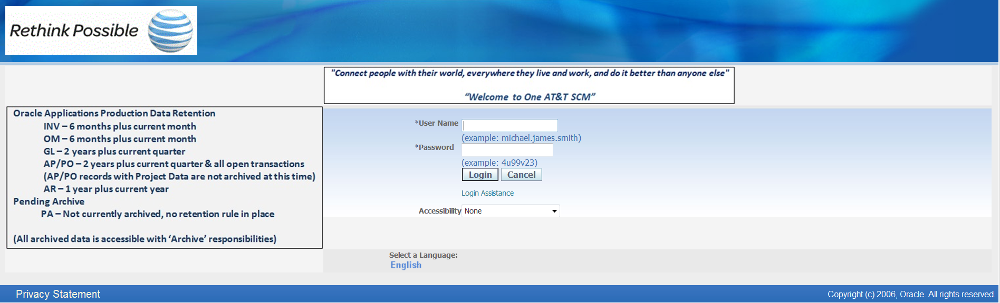 Rethink Possible
"Connect people with their world, everywhere they live and work, and do it better than anyone else"
“Welcome to One AT&T SCM”
Oracle Applications Production Data Retention
INV – 6 months plus current month
OM – 6 months plus current month
GL – 2 years plus current quarter
AP/PO – 2 years plus current quarter & all open transactions
(AP/PO records with Project Data are not archived at this time)
AR – 1 year plus current year
Pending Archive
PA – Not currently archived, no retention rule in place
(All archived data is accessible with ‘Archive’ responsibilities)
*User Name
(example: michael.james.smith)
*Password
(example: 4u99v23)
Login Cancel
Login Assistance
Accessibility None
Select a Language:
English
Privacy Statement
Copyright (c) 2006, Oracle. All rights reserved.